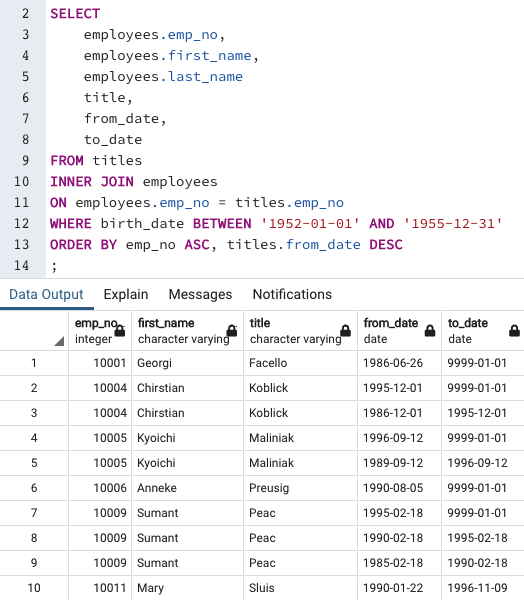 2 SELECT
3 employees.emp_no,
4 employees.first_name,
5 employees.last_name
6 title,
7 from_date,
8 to_date
9 FROM titles
10 INNER JOIN employees
11 ON employees.emp_no = titles.emp_no
12 WHERE birth_date BETWEEN '1952-01-01' AND '1955-12-31'
13 ORDER BY emp_no ASC, titles.from_date DESC
14 ;
Data Output Explain Messages Notifications
emp_no first_name title from_date to_date
integer character varying character varying date date
1 10001 Georgi Facello 1986-06-26 9999-01-01
2 10004 Chirstian Koblick 1995-12-01 9999-01-01
3 10004 Chirstian Koblick 1986-12-01 1995-12-01
4 10005 Kyoichi Maliniak 1996-09-12 9999-01-01
5 10005 Kyoichi Maliniak 1989-09-12 1996-09-12
6 10006 Anneke Preusig 1990-08-05 9999-01-01
7 10009 Sumant Peac 1995-02-18 9999-01-01
8 10009 Sumant Peac 1990-02-18 1995-02-18
9 10009 Sumant Peac 1985-02-18 1990-02-18
10 10011 Mary Sluis 1990-01-22 1996-11-09